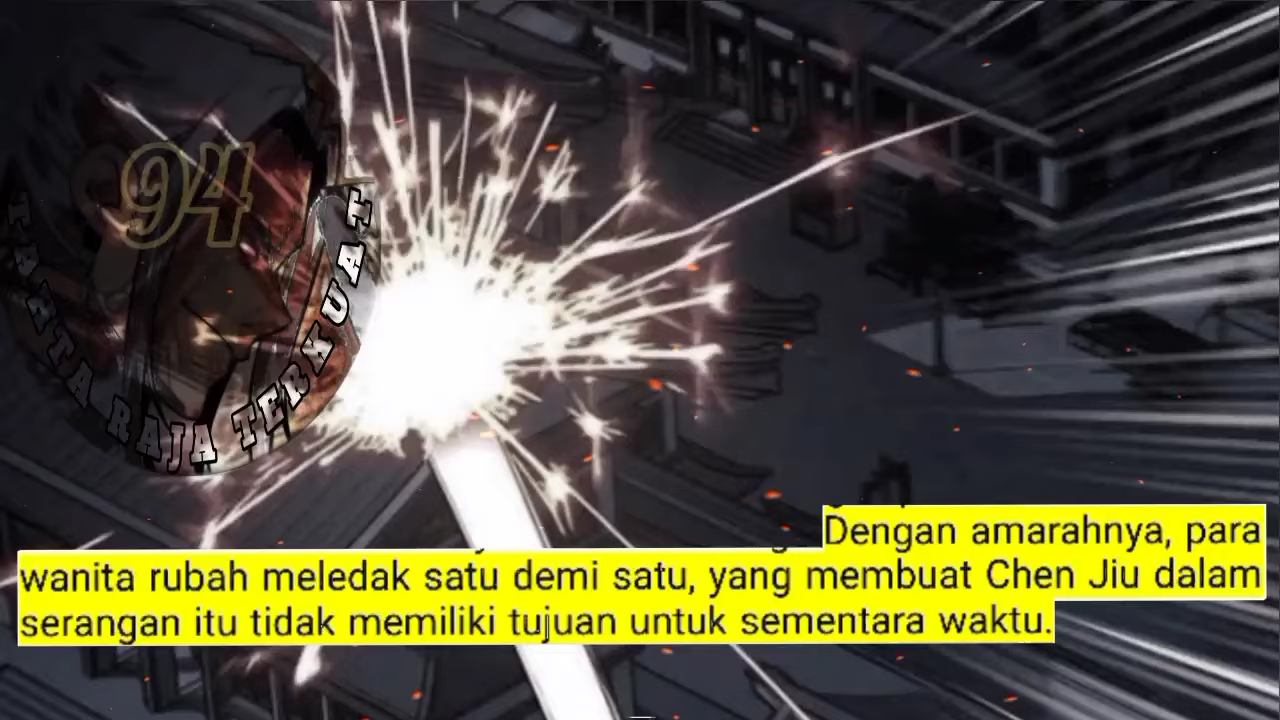 94
TAHTA RAJA TERKUAT
Dengan amarahnya, para
wanita rubah meledak satu demi satu, yang membuat Chen Jiu dalam
serangan itu tidak memiliki tujuan untuk sementara waktu.